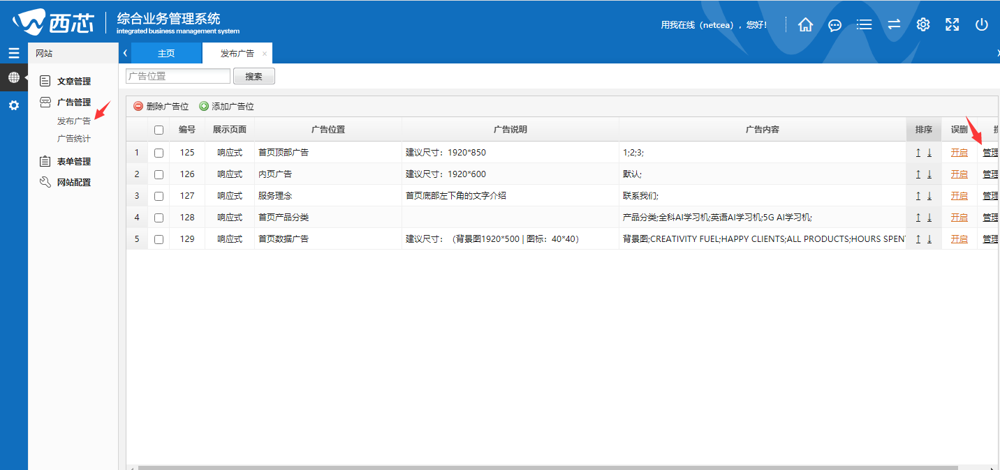 西芯 综合业务管理系统
integrated business management system
用我在线（netcea），您好！
网站 主页 发布广告 ×
文章管理
广告管理
发布广告
广告统计
表单管理
网站配置
广告位置 搜索
删除广告位 添加广告位
编号 展示页面 广告位置 广告说明 广告内容 排序 误删
1 125 响应式 首页顶部广告 建议尺寸：1920*850 1;2;3; ↑ ↓ 开启 管理
2 126 响应式 内页广告 建议尺寸：1920*600 默认; ↑ ↓ 开启 管理
3 127 响应式 服务理念 首页底部左下角的文字介绍 联系我们; ↑ ↓ 开启 管理
4 128 响应式 首页产品分类 产品分类;全科AI学习机;英语AI学习机;5G AI学习机; ↑ ↓ 开启 管理
5 129 响应式 首页数据广告 建议尺寸：（背景图1920*500 | 图标：40*40） 背景图;CREATIVITY FUEL;HAPPY CLIENTS;ALL PRODUCTS;HOURS SPENT ↑ ↓ 开启 管理